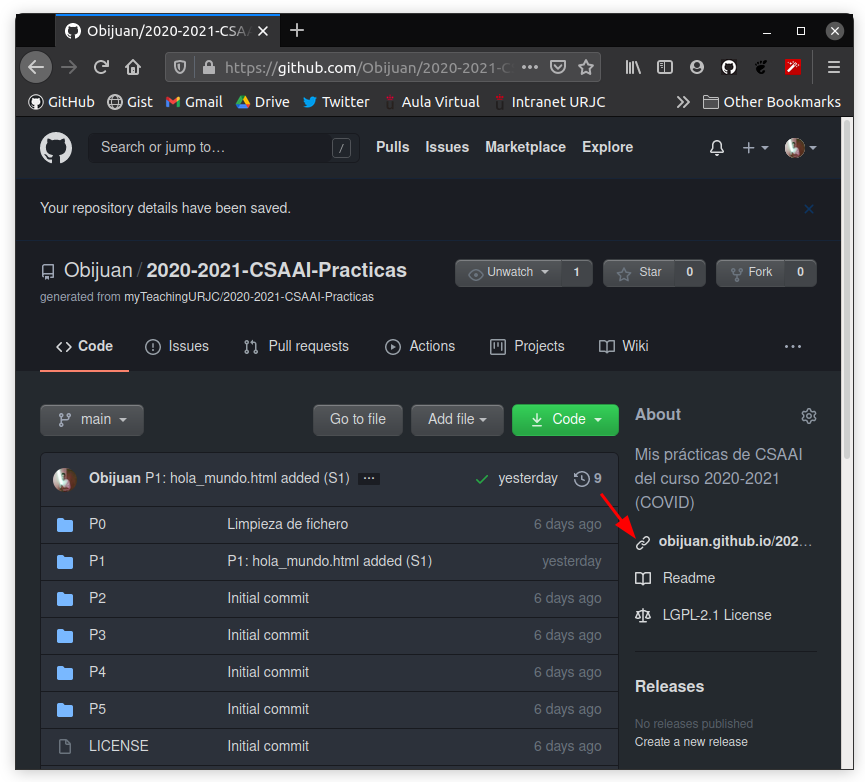 Obijuan/2020-2021-CSAA
https://github.com/Obijuan/2020-2021-C
GitHub Gist Gmail Drive Twitter Aula Virtual Intranet URJC Other Bookmarks
Search or jump to… / Pulls Issues Marketplace Explore
Your repository details have been saved.
Obijuan / 2020-2021-CSAAI-Practicas Unwatch 1 Star 0 Fork 0
generated from myTeachingURJC/2020-2021-CSAAI-Practicas
Code Issues Pull requests Actions Projects Wiki
main Go to file Add file Code
Obijuan P1: hola_mundo.html added (S1) yesterday 9
P0 Limpieza de fichero 6 days ago
P1 P1: hola_mundo.html added (S1) yesterday
P2 Initial commit 6 days ago
P3 Initial commit 6 days ago
P4 Initial commit 6 days ago
P5 Initial commit 6 days ago
LICENSE Initial commit 6 days ago
About
Mis prácticas de CSAAI
del curso 2020-2021
(COVID)
obijuan.github.io/202…
Readme
LGPL-2.1 License
Releases
No releases published
Create a new release